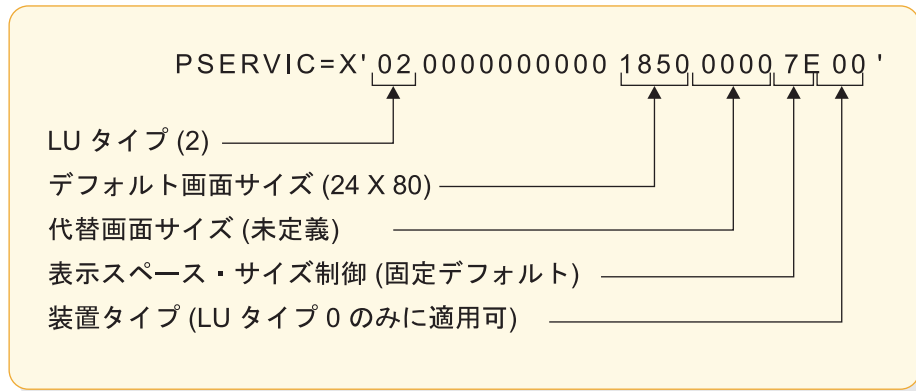 PSERVIC=X' 02 0000000000 1850 0000 7E 00 '
LU タイプ (2)
デフォルト画面サイズ (24 X 80)
代替画面サイズ (未定義)
表示スペース・サイズ制御 (固定デフォルト)
装置タイプ (LU タイプ 0 のみに適用可)